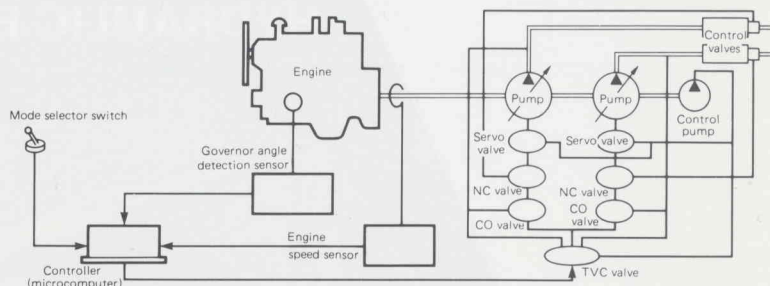 Engine
Control
valves
Pump
Pump
Control
pump
Mode selector switch
Governor angle
detection sensor
Servo
valve
Servo valve
NC valve
NC valve
CO valve
CO
valve
Engine
speed sensor
TVC valve
Controller
(microcomputer)